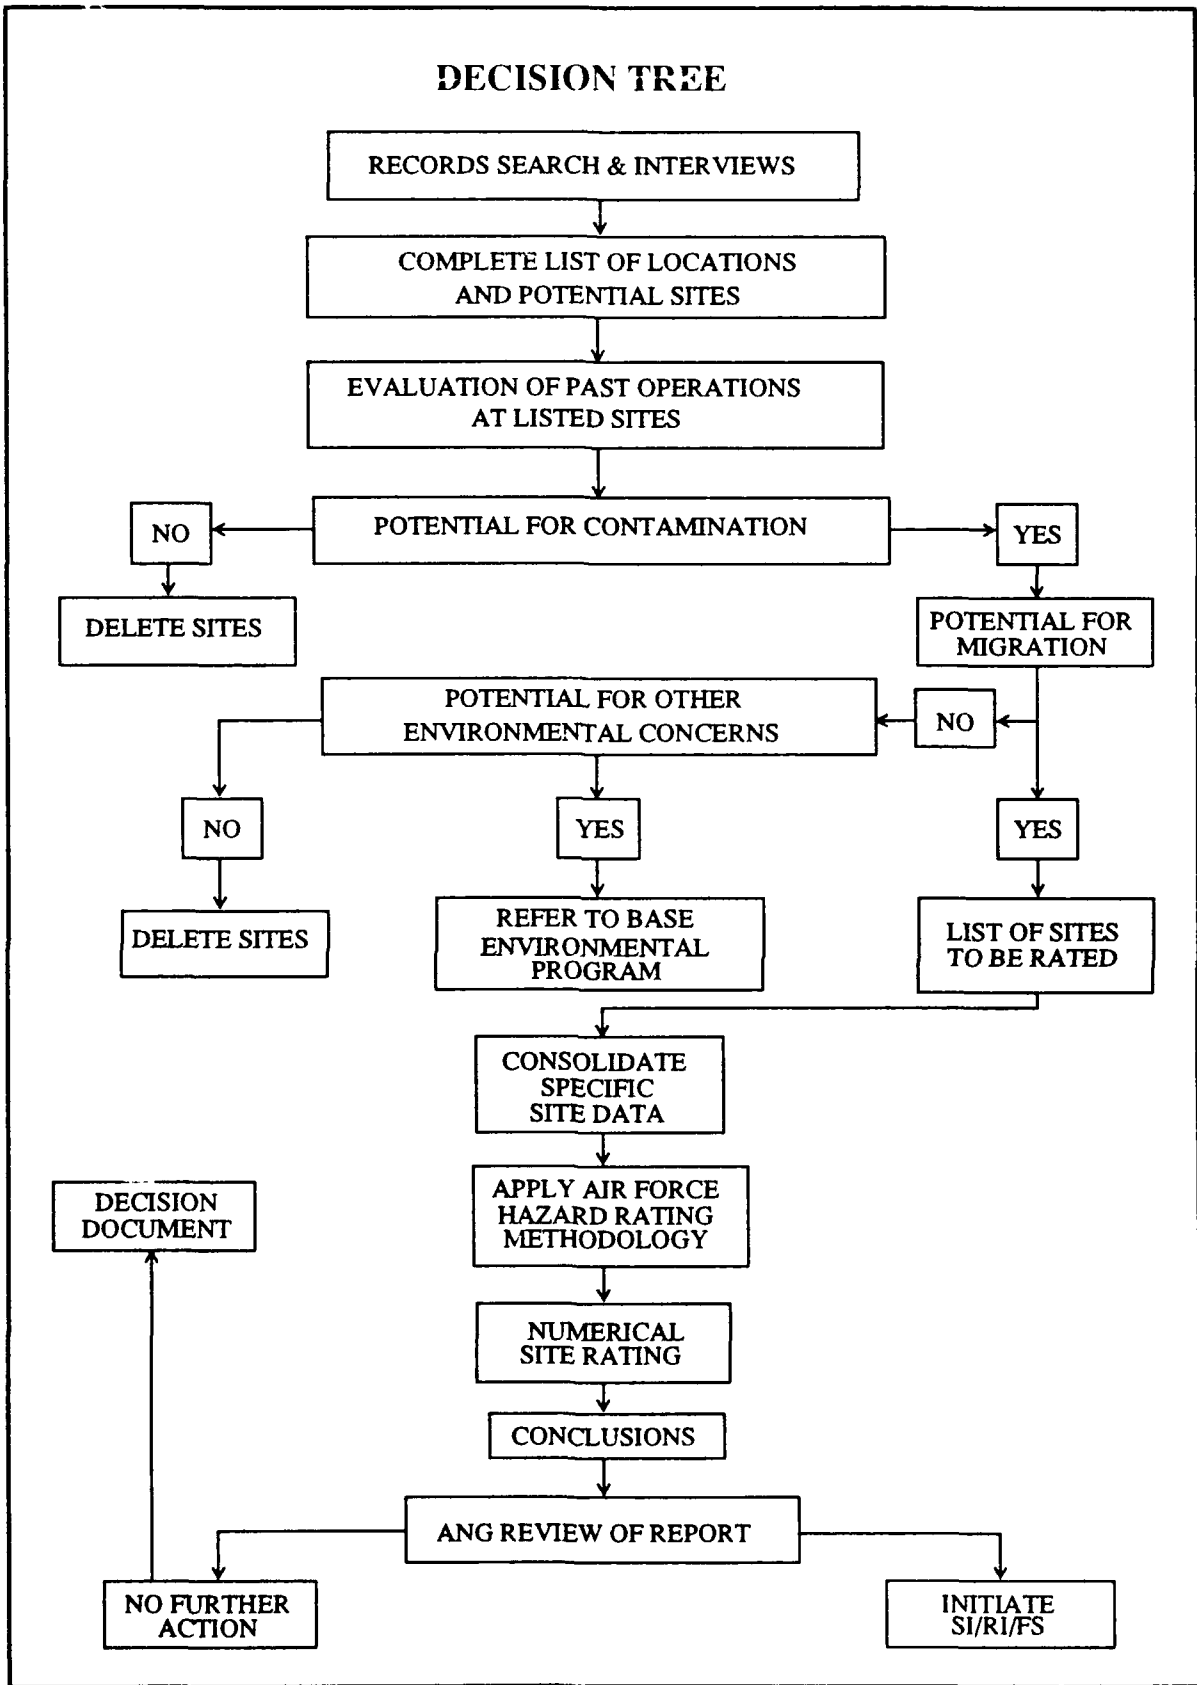 DECISION TREE
RECORDS SEARCH & INTERVIEWS
COMPLETE LIST OF LOCATIONS
AND POTENTIAL SITES
EVALUATION OF PAST OPERATIONS
AT LISTED SITES
NO
POTENTIAL FOR CONTAMINATION
YES
DELETE SITES
POTENTIAL FOR
MIGRATION
POTENTIAL FOR OTHER
ENVIRONMENTAL CONCERNS
NO
NO
YES
YES
DELETE SITES
REFER TO BASE
ENVIRONMENTAL
PROGRAM
LIST OF SITES
TO BE RATED
CONSOLIDATE
SPECIFIC
SITE DATA
DECISION
DOCUMENT
APPLY AIR FORCE
HAZARD RATING
METHODOLOGY
NUMERICAL
SITE RATING
CONCLUSIONS
ANG REVIEW OF REPORT
NO FURTHER
ACTION
INITIATE
SI/RI/FS